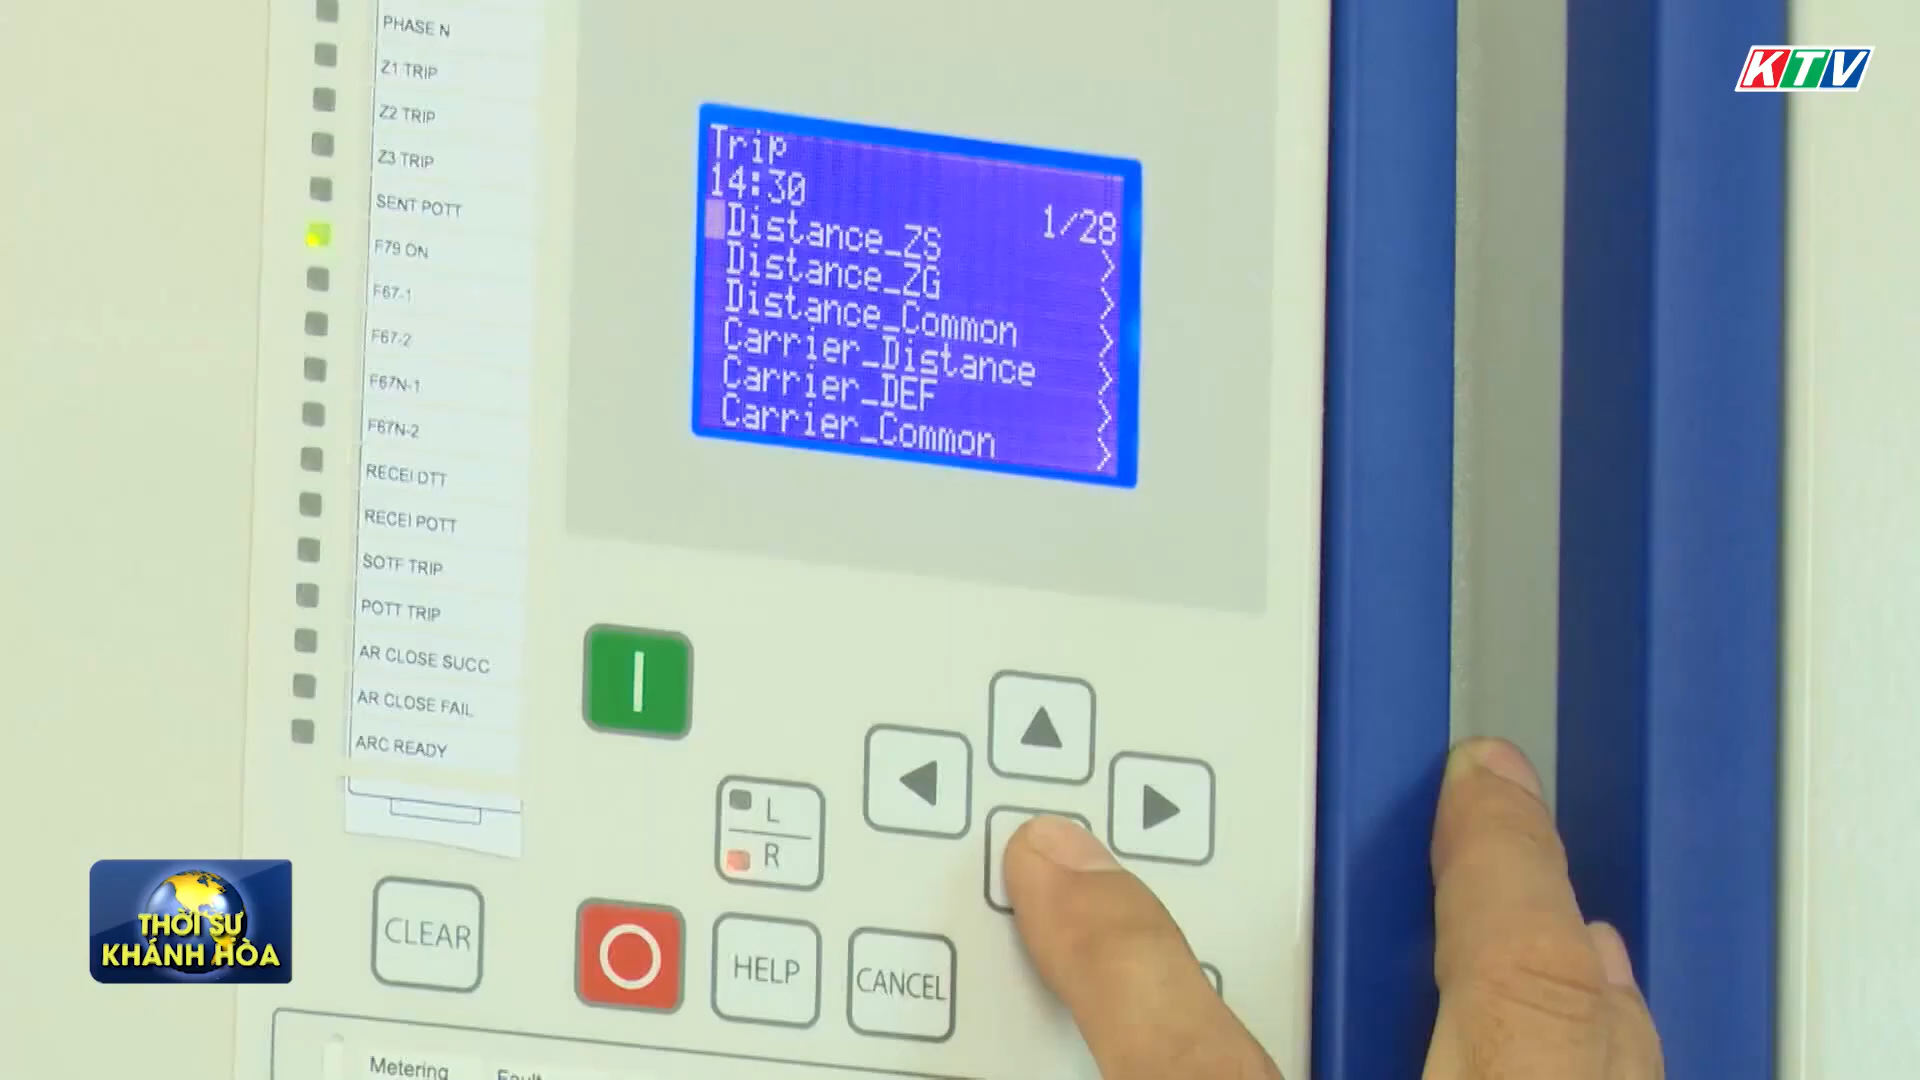 PHASE N
Z1 TRIP
Z2 TRIP
Z3 TRIP
SENT POTT
F79 ON
F67-1
F67-2
F67N-1
F67N-2
RECEI DTT
RECEI POTT
SOTF TRIP
POTT TRIP
AR CLOSE SUCC
AR CLOSE FAIL
ARC READY
Trip
14:30 1/28
Distance_ZS
Distance_ZG
Distance_Common
Carrier_Distance
Carrier_DEF
Carrier_Common
KTV
L
R
CLEAR
HELP
CANCEL
Metering
THỜI SỰ
KHÁNH HÒA